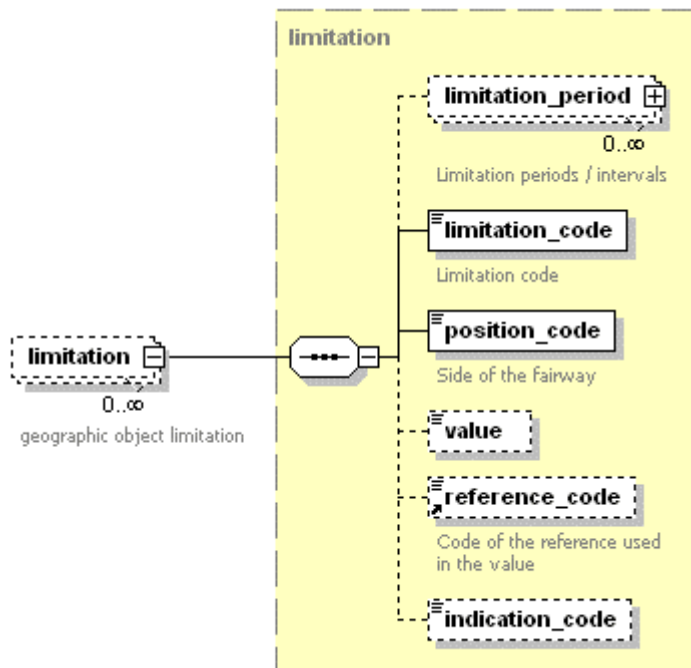 limitation
limitation_period
0..∞
Limitation periods / intervals
limitation_code
Limitation code
position_code
Side of the fairway
limitation
0..∞
geographic object limitation
value
reference_code
Code of the reference used
in the value
indication_code